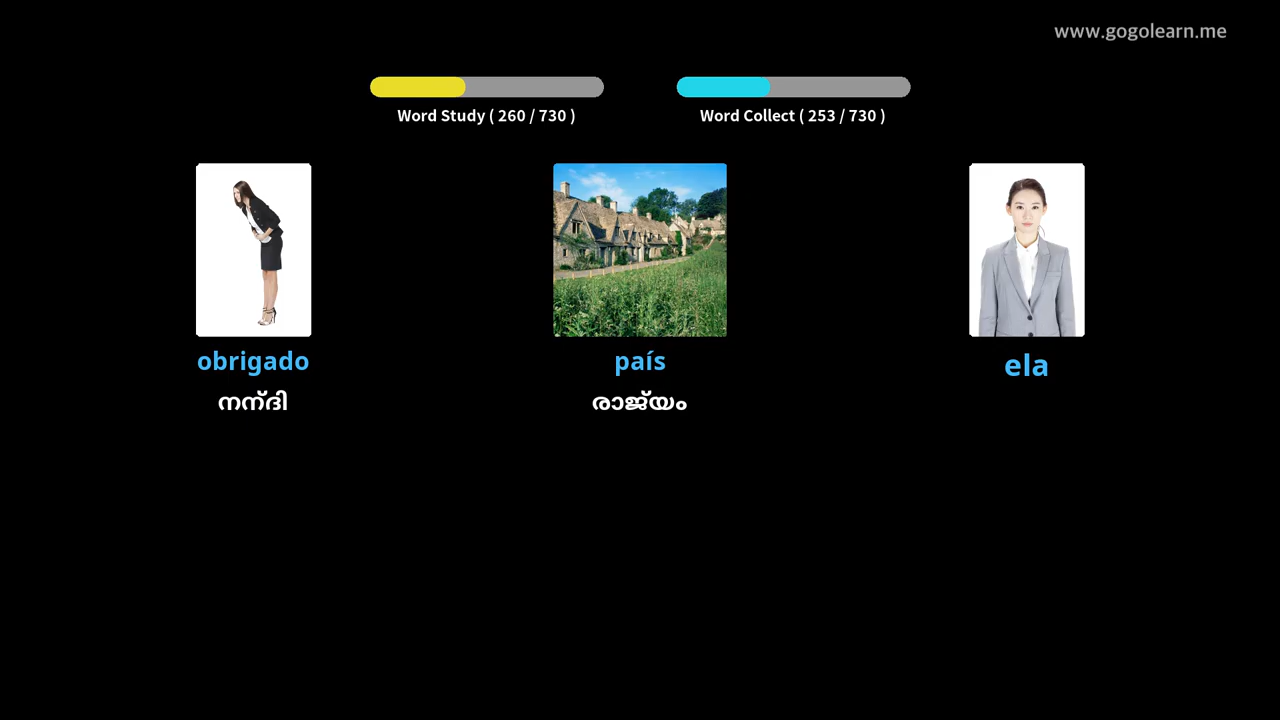 www.gogolearn.me
Word Study ( 260 / 730 )
Word Collect ( 253 / 730 )
obrigado
país
ela
നന്ദി
രാജ്യം